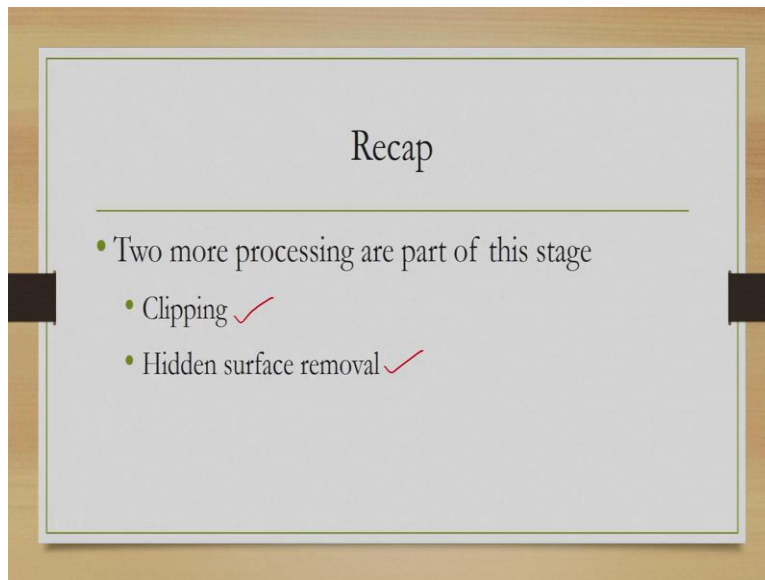 Recap
Two more processing are part of this stage
Clipping
Hidden surface removal